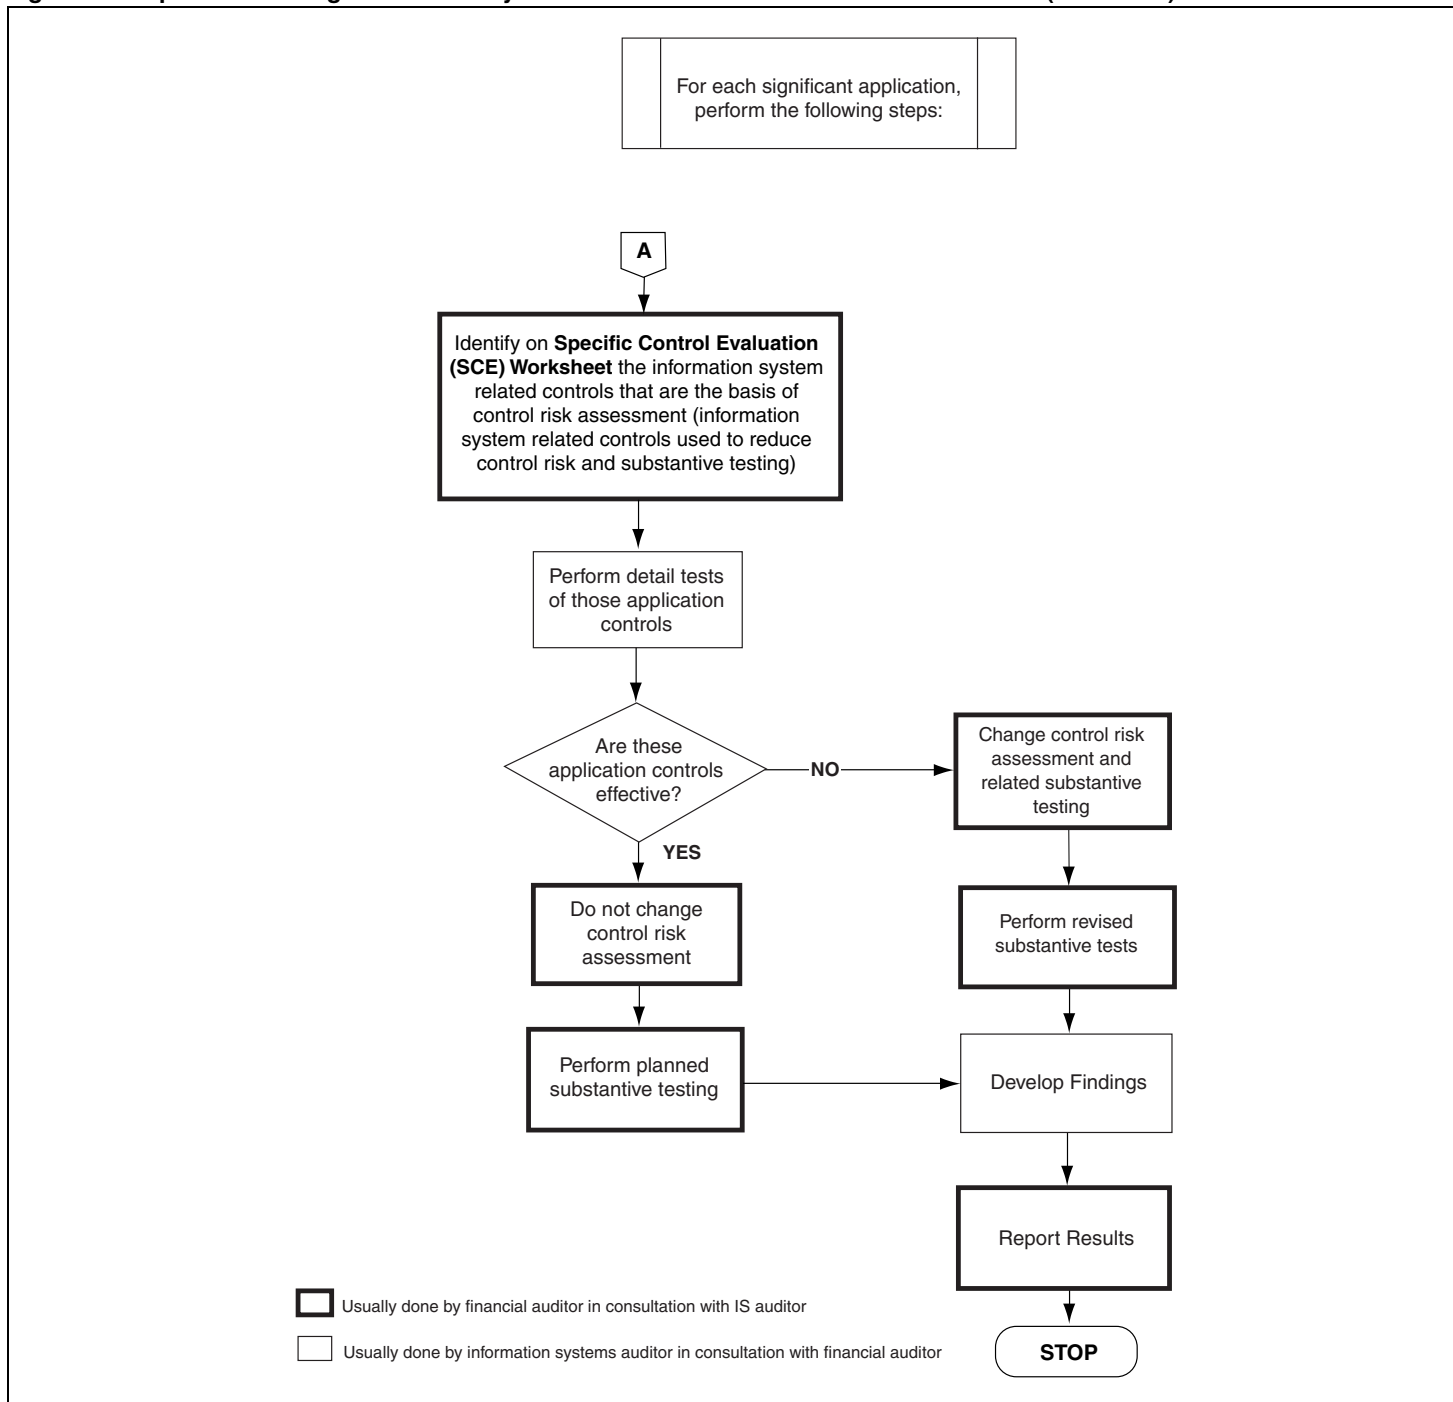 For each significant application,
perform the following steps:
A
Identify on Specific Control Evaluation
(SCE) Worksheet the information system
related controls that are the basis of
control risk assessment (information
system related controls used to reduce
control risk and substantive testing)
Perform detail tests
of those application
controls
Are these
application controls
effective?
NO
Change control risk
assessment and
related substantive
testing
YES
Do not change
control risk
assessment
Perform revised
substantive tests
Perform planned
substantive testing
Develop Findings
Report Results
Usually done by financial auditor in consultation with IS auditor
Usually done by information systems auditor in consultation with financial auditor
STOP